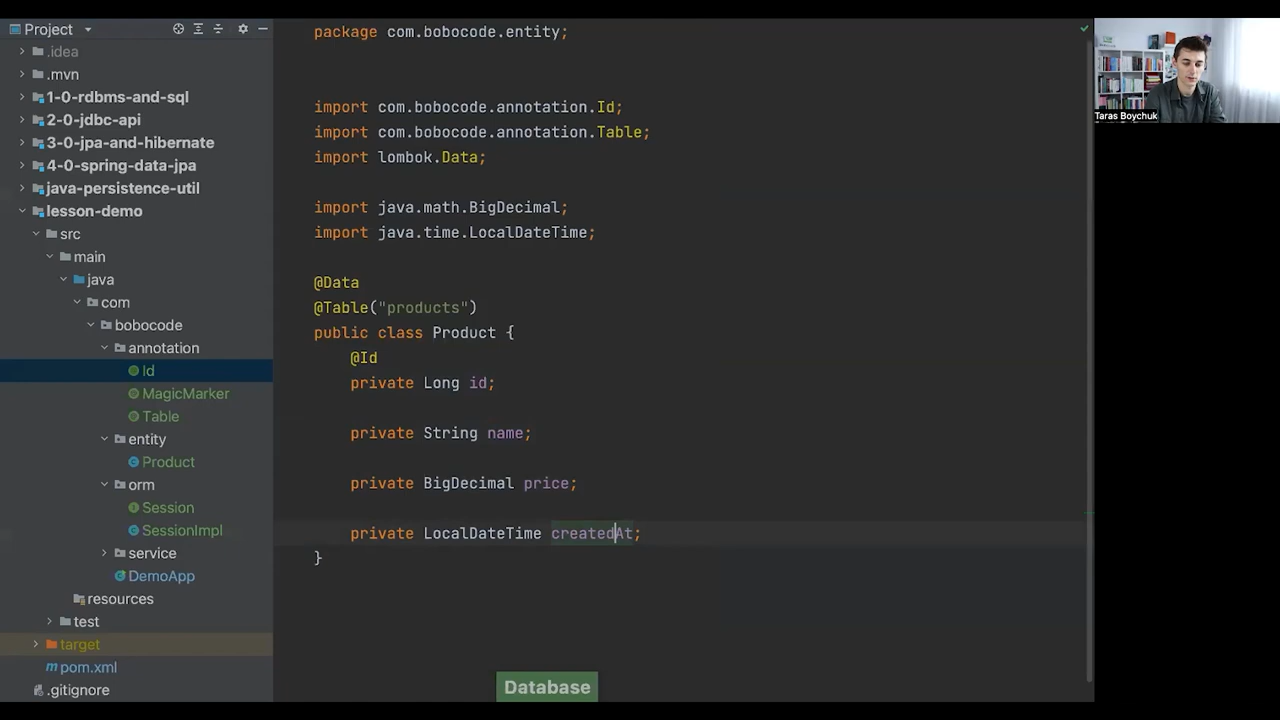 Project
.idea
.mvn
1-0-rdbms-and-sql
2-0-jdbc-api
3-0-jpa-and-hibernate
4-0-spring-data-jpa
java-persistence-util
lesson-demo
src
main
java
com
bobocode
annotation
Id
MagicMarker
Table
entity
Product
orm
Session
SessionImpl
service
DemoApp
resources
test
target
pom.xml
.gitignore
package com.bobocode.entity;
import com.bobocode.annotation.Id;
import com.bobocode.annotation.Table;
import lombok.Data;
import java.math.BigDecimal;
import java.time.LocalDateTime;
@Data
@Table("products")
public class Product {
@Id
private Long id;
private String name;
private BigDecimal price;
private LocalDateTime createdAt;
}
Database
Taras Boychuk